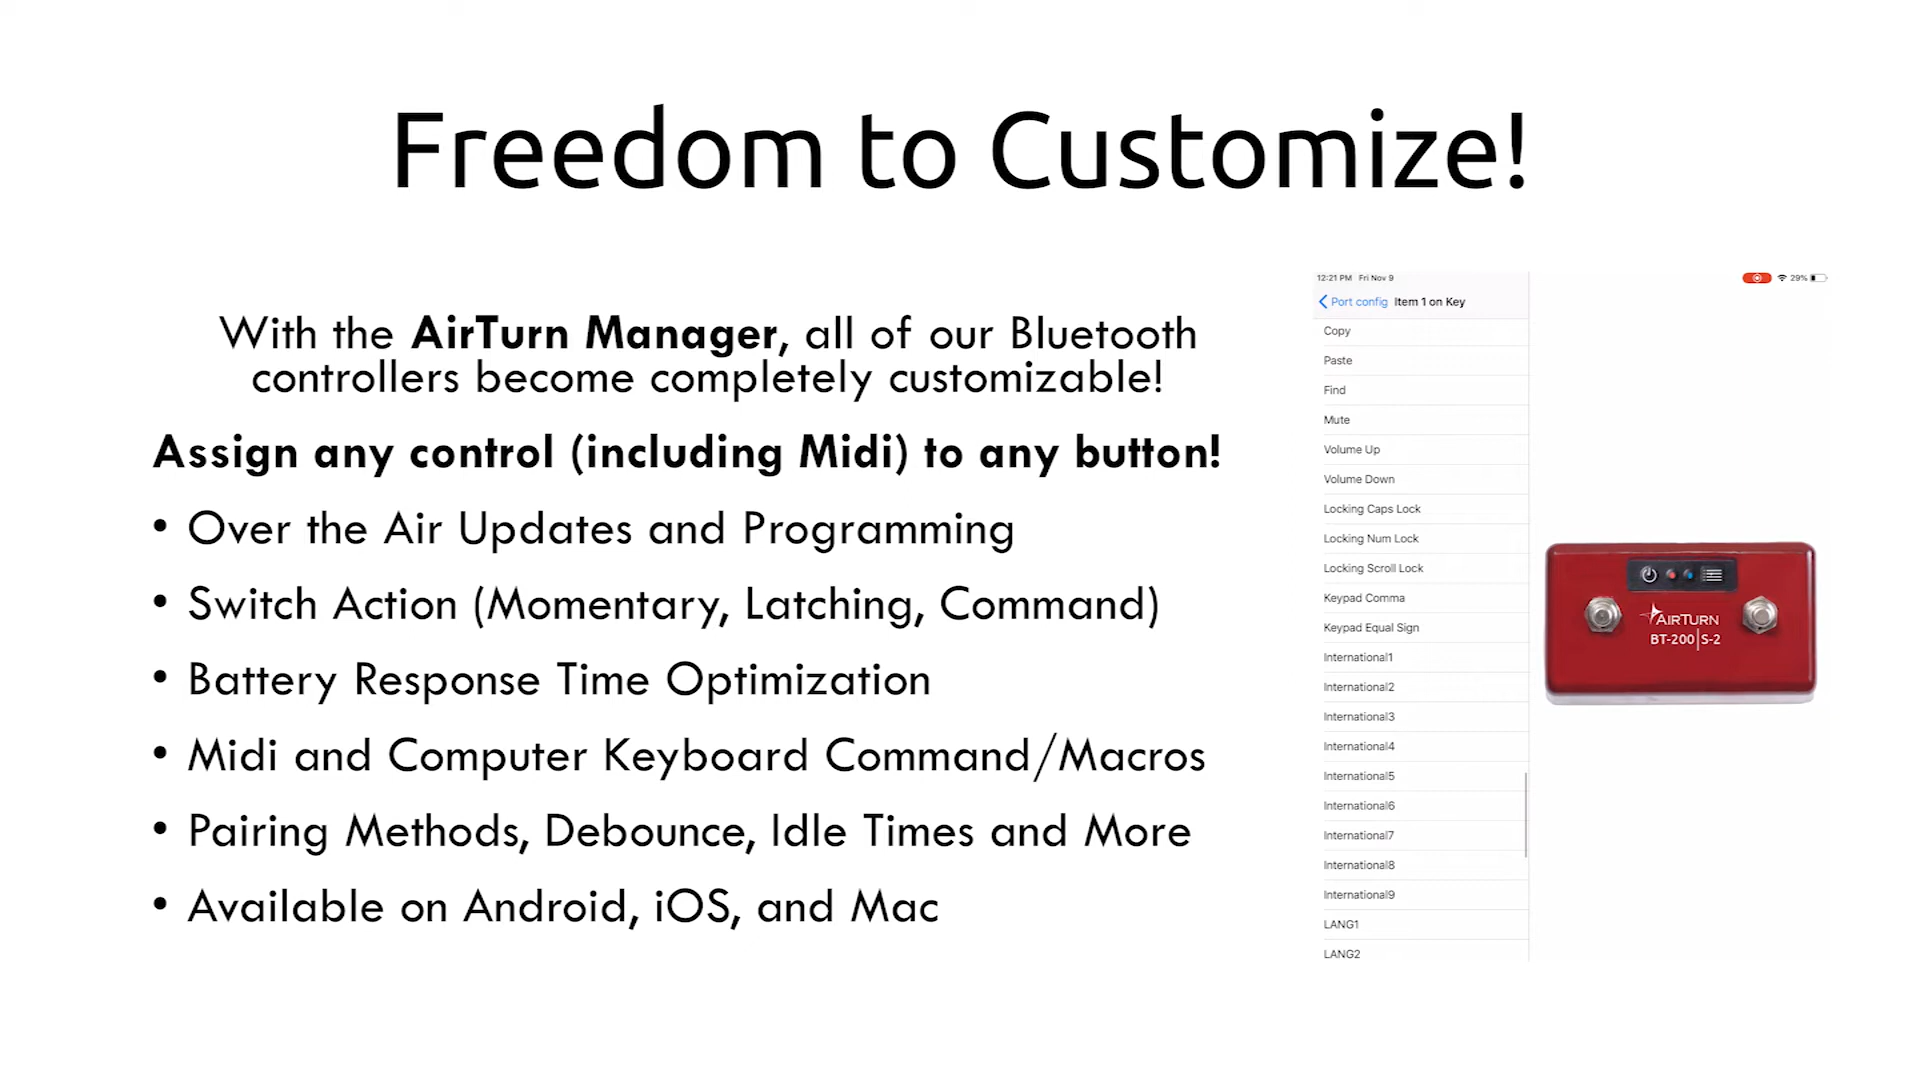 Freedom to Customize!
With the AirTurn Manager, all of our Bluetooth
controllers become completely customizable!
Assign any control (including Midi) to any button!
• Over the Air Updates and Programming
• Switch Action (Momentary, Latching, Command)
• Battery Response Time Optimization
• Midi and Computer Keyboard Command/Macros
• Pairing Methods, Debounce, Idle Times and More
• Available on Android, iOS, and Mac
12:21 PM Fri Nov 9
29%
Port config Item 1 on Key
Copy
Paste
Find
Mute
Volume Up
Volume Down
Locking Caps Lock
Locking Num Lock
Locking Scroll Lock
Keypad Comma
Keypad Equal Sign
International1
International2
International3
International4
International5
International6
International7
International8
International9
LANG1
LANG2
AIRTURN
BT-200|S-2